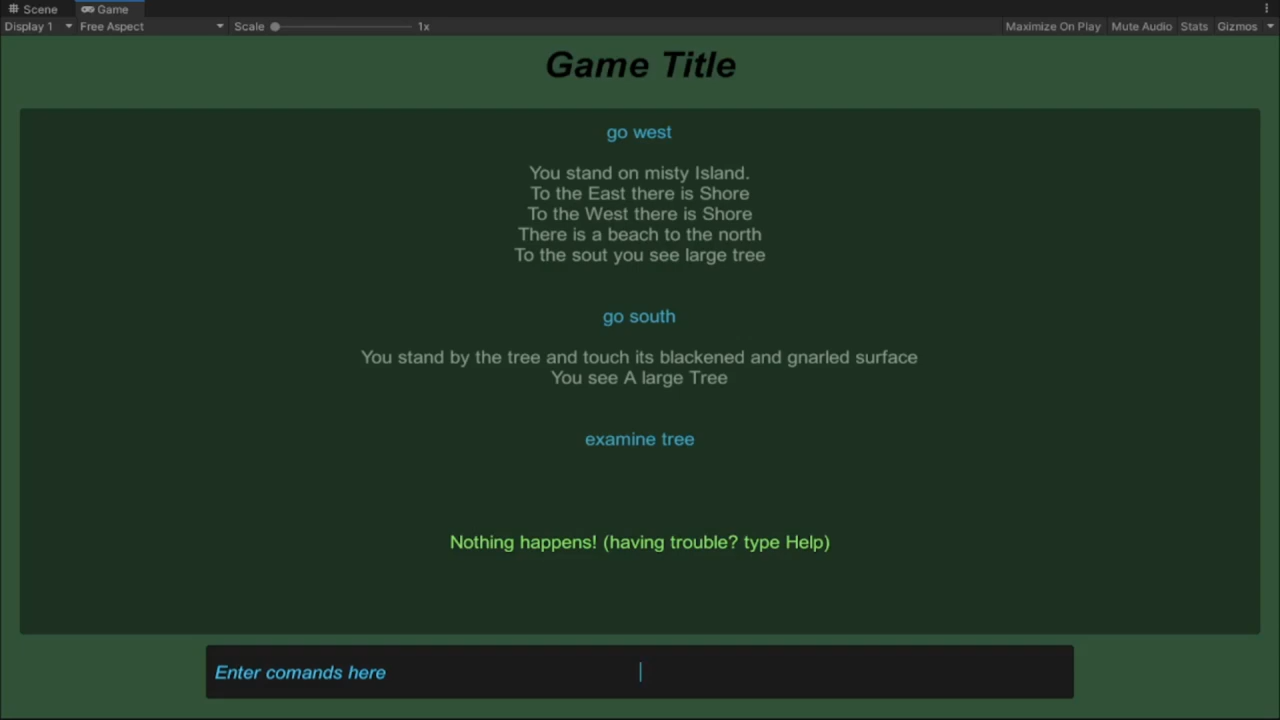 Scene Game
Display 1 Free Aspect Scale 1x Maximize On Play Mute Audio Stats Gizmos
Game Title
go west
You stand on misty Island.
To the East there is Shore
To the West there is Shore
There is a beach to the north
To the sout you see large tree
go south
You stand by the tree and touch its blackened and gnarled surface
You see A large Tree
examine tree
Nothing happens! (having trouble? type Help)
Enter comands here